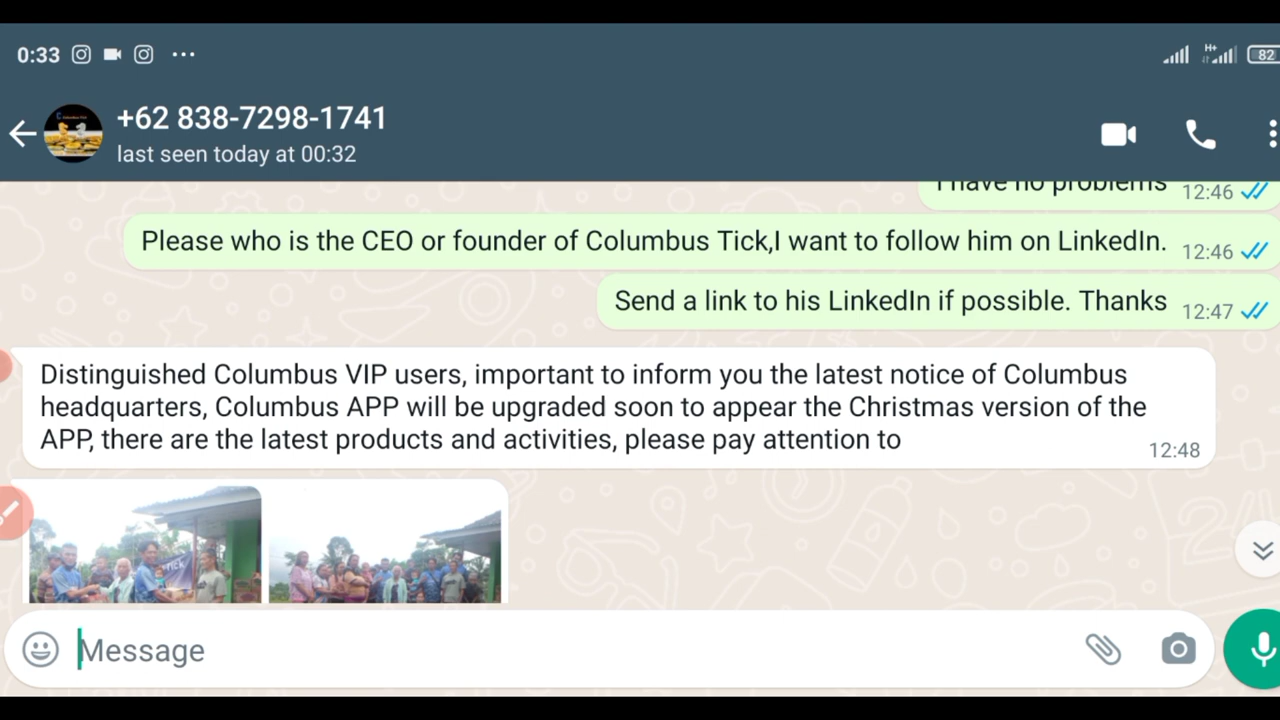 0:33
H+
82
+62 838-7298-1741
last seen today at 00:32
I have no problems 12:46
Please who is the CEO or founder of Columbus Tick,I want to follow him on LinkedIn. 12:46
Send a link to his LinkedIn if possible. Thanks 12:47
Distinguished Columbus VIP users, important to inform you the latest notice of Columbus
headquarters, Columbus APP will be upgraded soon to appear the Christmas version of the
APP, there are the latest products and activities, please pay attention to
12:48
Message